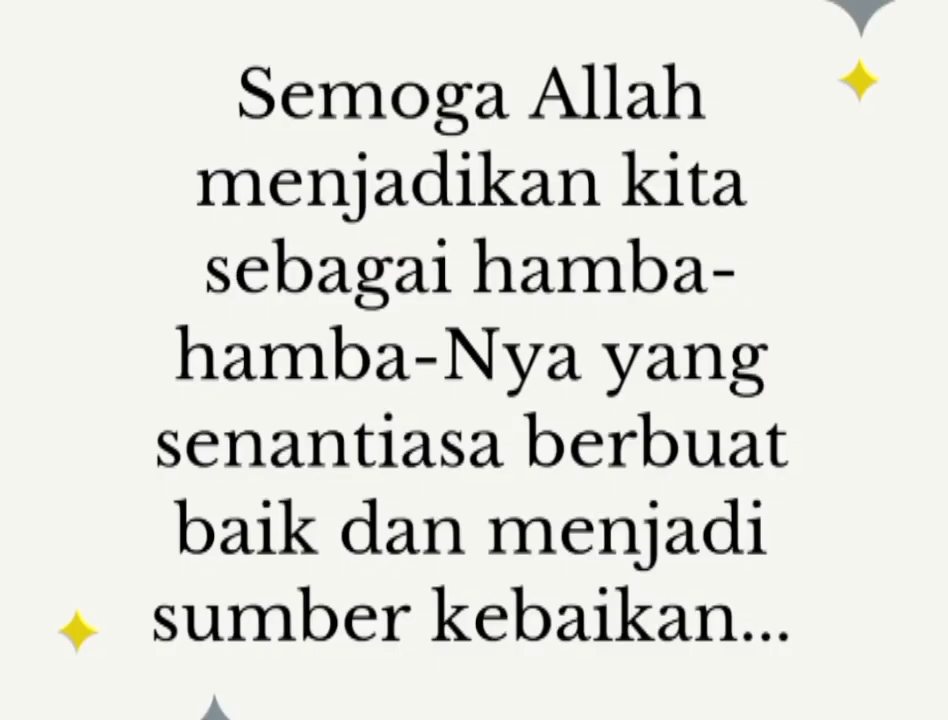 Semoga Allah
menjadikan kita
sebagai hamba-
hamba-Nya yang
senantiasa berbuat
baik dan menjadi
sumber kebaikan...